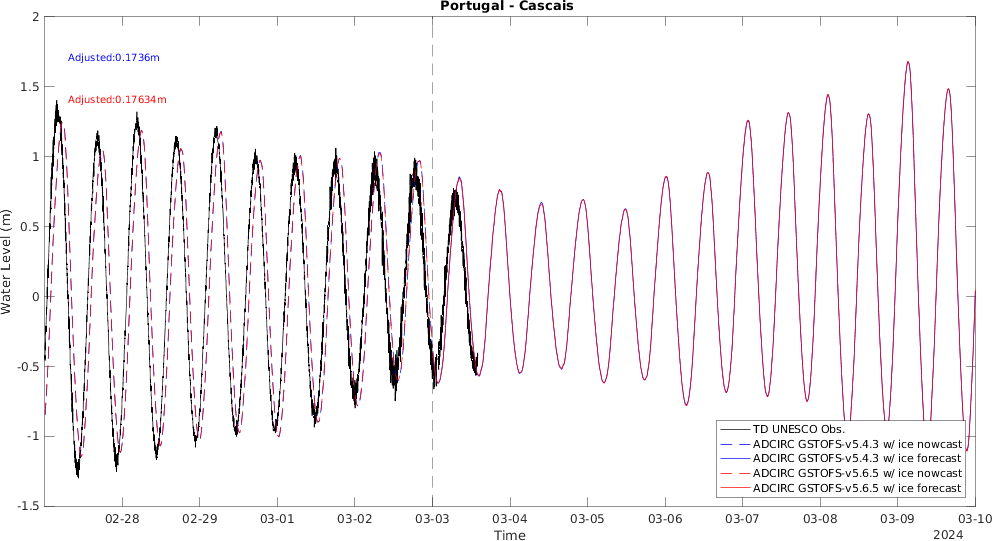 Portugal - Cascais
2
1.5
1
0.5
0
-0.5
-1
-1.5
Water Level (m)
Adjusted:0.1736m
Adjusted:0.17634m
TD UNESCO Obs.
ADCIRC GSTOFS-v5.4.3 w/ ice nowcast
ADCIRC GSTOFS-v5.4.3 w/ ice forecast
ADCIRC GSTOFS-v5.6.5 w/ ice nowcast
ADCIRC GSTOFS-v5.6.5 w/ ice forecast
02-28 02-29 03-01 03-02 03-03 03-04 03-05 03-06 03-07 03-08 03-09 03-10
Time
2024